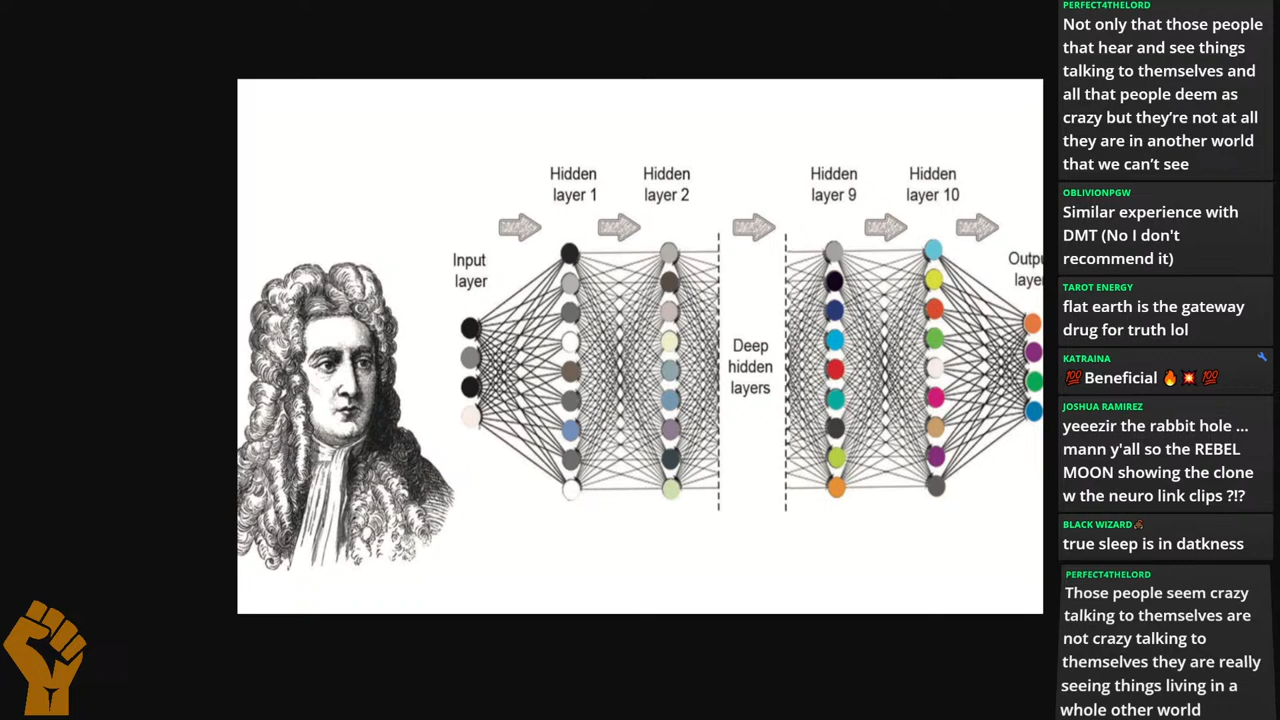 Hidden
layer 1
Hidden
layer 2
Hidden
layer 9
Hidden
layer 10
Input
layer
Deep
hidden
layers
PERFECT4THELORD
Not only that those people
that hear and see things
talking to themselves and
all that people deem as
crazy but they’re not at all
they are in another world
that we can’t see
OBLIVIONPGW
Similar experience with
DMT (No I don't
recommend it)
TAROT ENERGY
flat earth is the gateway
drug for truth lol
KATRAINA
💯Beneficial 🔥💥 💯
JOSHUA RAMIREZ
yeeezir the rabbit hole ...
mann y'all so the REBEL
MOON showing the clone
w the neuro link clips ?!?
BLACK WIZARD
true sleep is in datkness
PERFECT4THELORD
Those people seem crazy
talking to themselves are
not crazy talking to
themselves they are really
seeing things living in a
whole other world